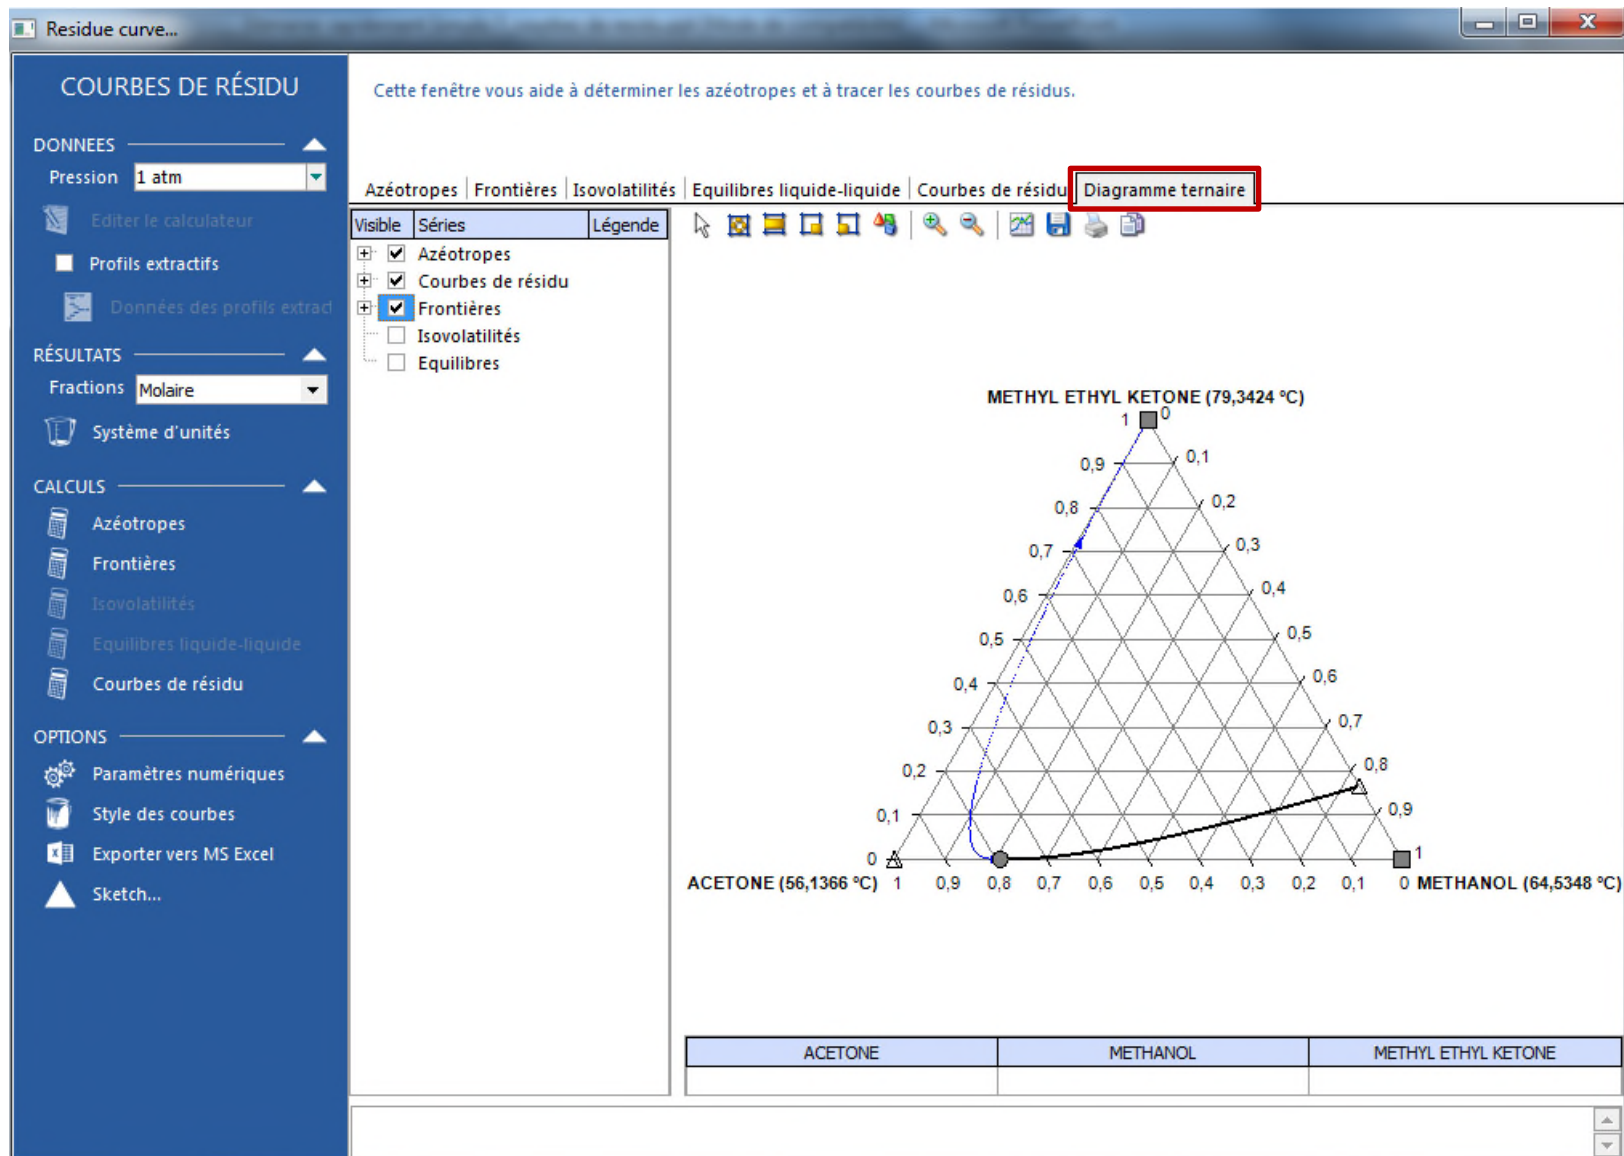 Residue curve...
COURBES DE RÉSIDU
Cette fenêtre vous aide à déterminer les azéotropes et à tracer les courbes de résidus.
DONNEES
Pression 1 atm
Editer le calculateur
Profils extractifs
Données des profils extract
RÉSULTATS
Fractions Molaire
Système d'unités
CALCULS
Azéotropes
Frontières
Isovolatilités
Equilibres liquide-liquide
Courbes de résidu
OPTIONS
Paramètres numériques
Style des courbes
Exporter vers MS Excel
Sketch...
Azéotropes Frontières Isovolatilités Equilibres liquide-liquide Courbes de résidu Diagramme ternaire
Visible Séries Légende
Azéotropes
Courbes de résidu
Frontières
Isovolatilités
Equilibres
METHYL ETHYL KETONE (79,3424 ºC)
1 0
0,9 0,1
0,8 0,2
0,7 0,3
0,6 0,4
0,5 0,5
0,4 0,6
0,3 0,7
0,2 0,8
0,1 0,9
0 1
ACETONE (56,1366 ºC) 1 0,9 0,8 0,7 0,6 0,5 0,4 0,3 0,2 0,1 0 METHANOL (64,5348 ºC)
ACETONE METHANOL METHYL ETHYL KETONE